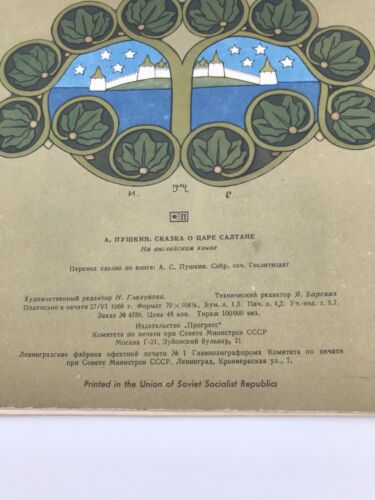 А. ПУШКИН. СКАЗКА О ЦАРЕ САЛТАНЕ
На английском языке
Перевод сделан по книге: А. С. Пушкин. Собр. соч. Гослитиздат
Художественный редактор Н. Глазунова. Технический редактор Я. Барская
Подписано к печати 27/VI 1968 г. Формат 70 × 108¹⁄₁₆. Бум. л. 1,5. Печ. л. 4,2. Уч.-изд. л. 3,7.
Заказ № 4538. Цена 44 коп. Тираж 100000 экз.
Издательство „Прогресс“
Комитета по печати при Совете Министров СССР
Москва Г-21, Зубовский бульвар, 21
Ленинградская фабрика офсетной печати № 1 Главполиграфпрома Комитета по печати
при Совете Министров СССР. Ленинград, Кронверкская ул., 7.
Printed in the Union of Soviet Socialist Republics